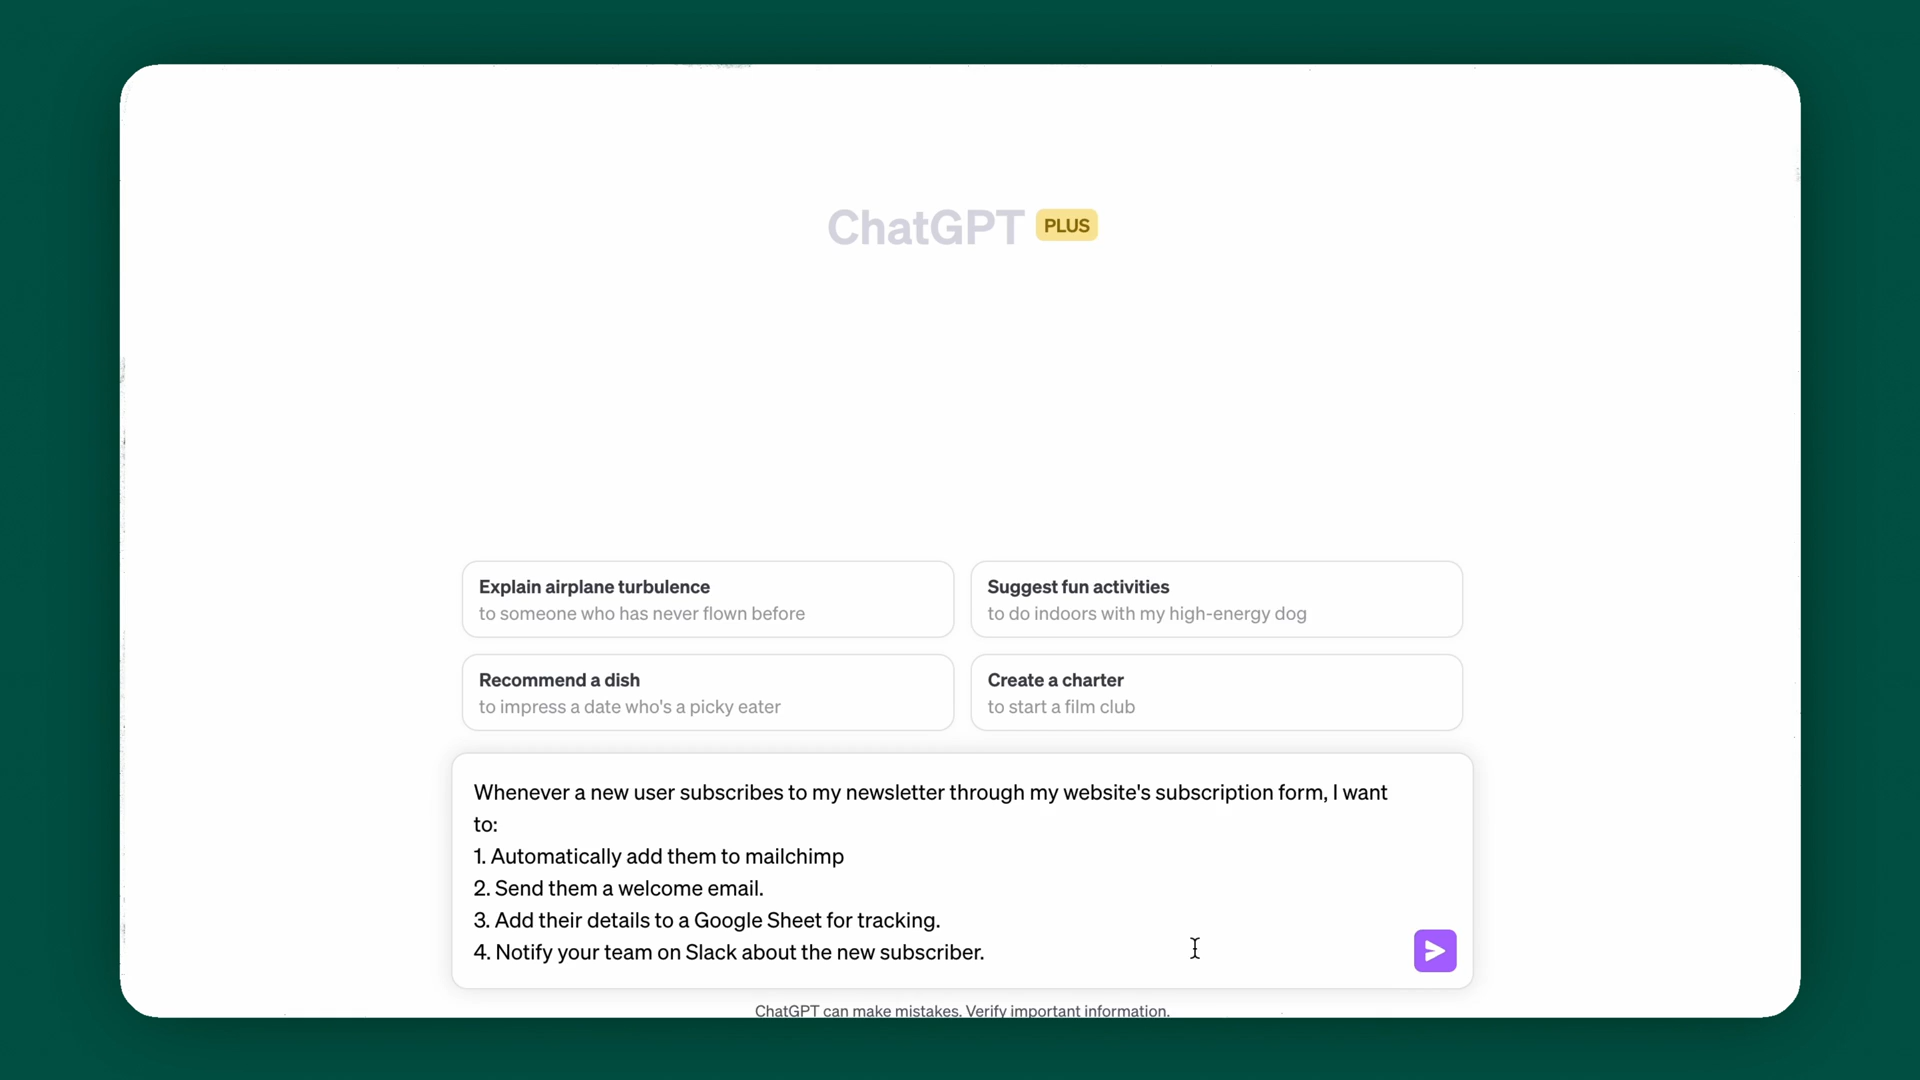 ChatGPT PLUS
Explain airplane turbulence
to someone who has never flown before
Suggest fun activities
to do indoors with my high-energy dog
Recommend a dish
to impress a date who's a picky eater
Create a charter
to start a film club
Whenever a new user subscribes to my newsletter through my website's subscription form, I want
to:
1. Automatically add them to mailchimp
2. Send them a welcome email.
3. Add their details to a Google Sheet for tracking.
4. Notify your team on Slack about the new subscriber.
ChatGPT can make mistakes. Verify important information.